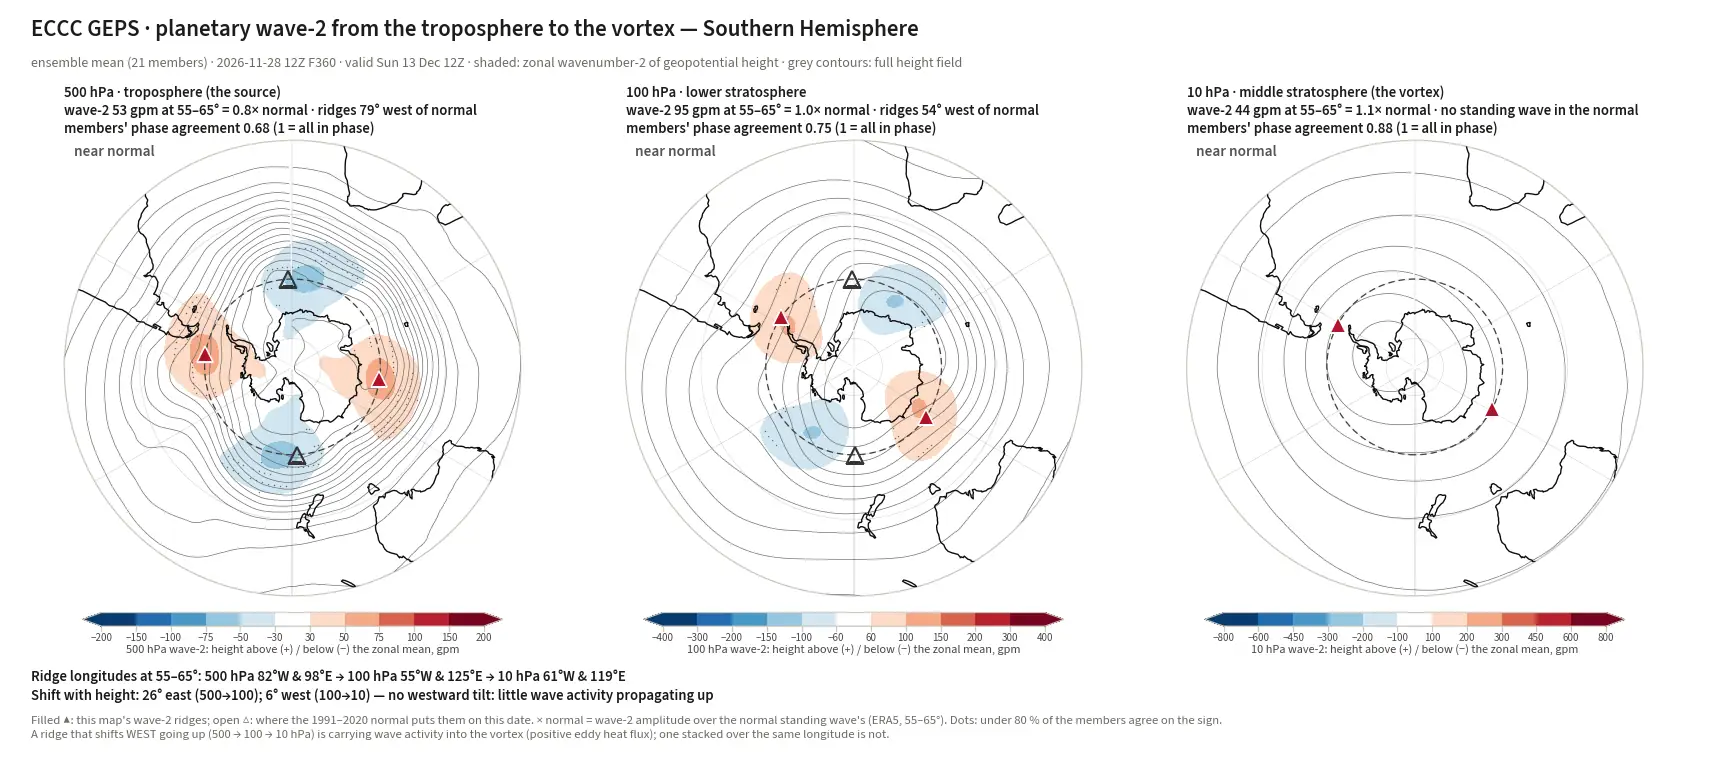 ECCC GEPS · planetary wave-2 from the troposphere to the vortex — Southern Hemisphere
ensemble mean (21 members) · 2026-11-28 12Z F360 · valid Sun 13 Dec 12Z · shaded: zonal wavenumber-2 of geopotential height · grey contours: full height field
500 hPa · troposphere (the source)
wave-2 53 gpm at 55–65° = 0.8× normal · ridges 79° west of normal
members' phase agreement 0.68 (1 = all in phase)
near normal
100 hPa · lower stratosphere
wave-2 95 gpm at 55–65° = 1.0× normal · ridges 54° west of normal
members' phase agreement 0.75 (1 = all in phase)
near normal
10 hPa · middle stratosphere (the vortex)
wave-2 44 gpm at 55–65° = 1.1× normal · no standing wave in the normal
members' phase agreement 0.88 (1 = all in phase)
near normal
−200 −150 −100 −75 −50 −30 30 50 75 100 150 200
500 hPa wave-2: height above (+) / below (−) the zonal mean, gpm
−400 −300 −200 −150 −100 −60 60 100 150 200 300 400
100 hPa wave-2: height above (+) / below (−) the zonal mean, gpm
−800 −600 −450 −300 −200 −100 100 200 300 450 600 800
10 hPa wave-2: height above (+) / below (−) the zonal mean, gpm
Ridge longitudes at 55–65°: 500 hPa 82°W & 98°E → 100 hPa 55°W & 125°E → 10 hPa 61°W & 119°E
Shift with height: 26° east (500→100); 6° west (100→10) — no westward tilt: little wave activity propagating up
Filled ▲: this map's wave-2 ridges; open △: where the 1991–2020 normal puts them on this date. × normal = wave-2 amplitude over the normal standing wave's (ERA5, 55–65°). Dots: under 80 % of the members agree on the sign.
A ridge that shifts WEST going up (500 → 100 → 10 hPa) is carrying wave activity into the vortex (positive eddy heat flux); one stacked over the same longitude is not.